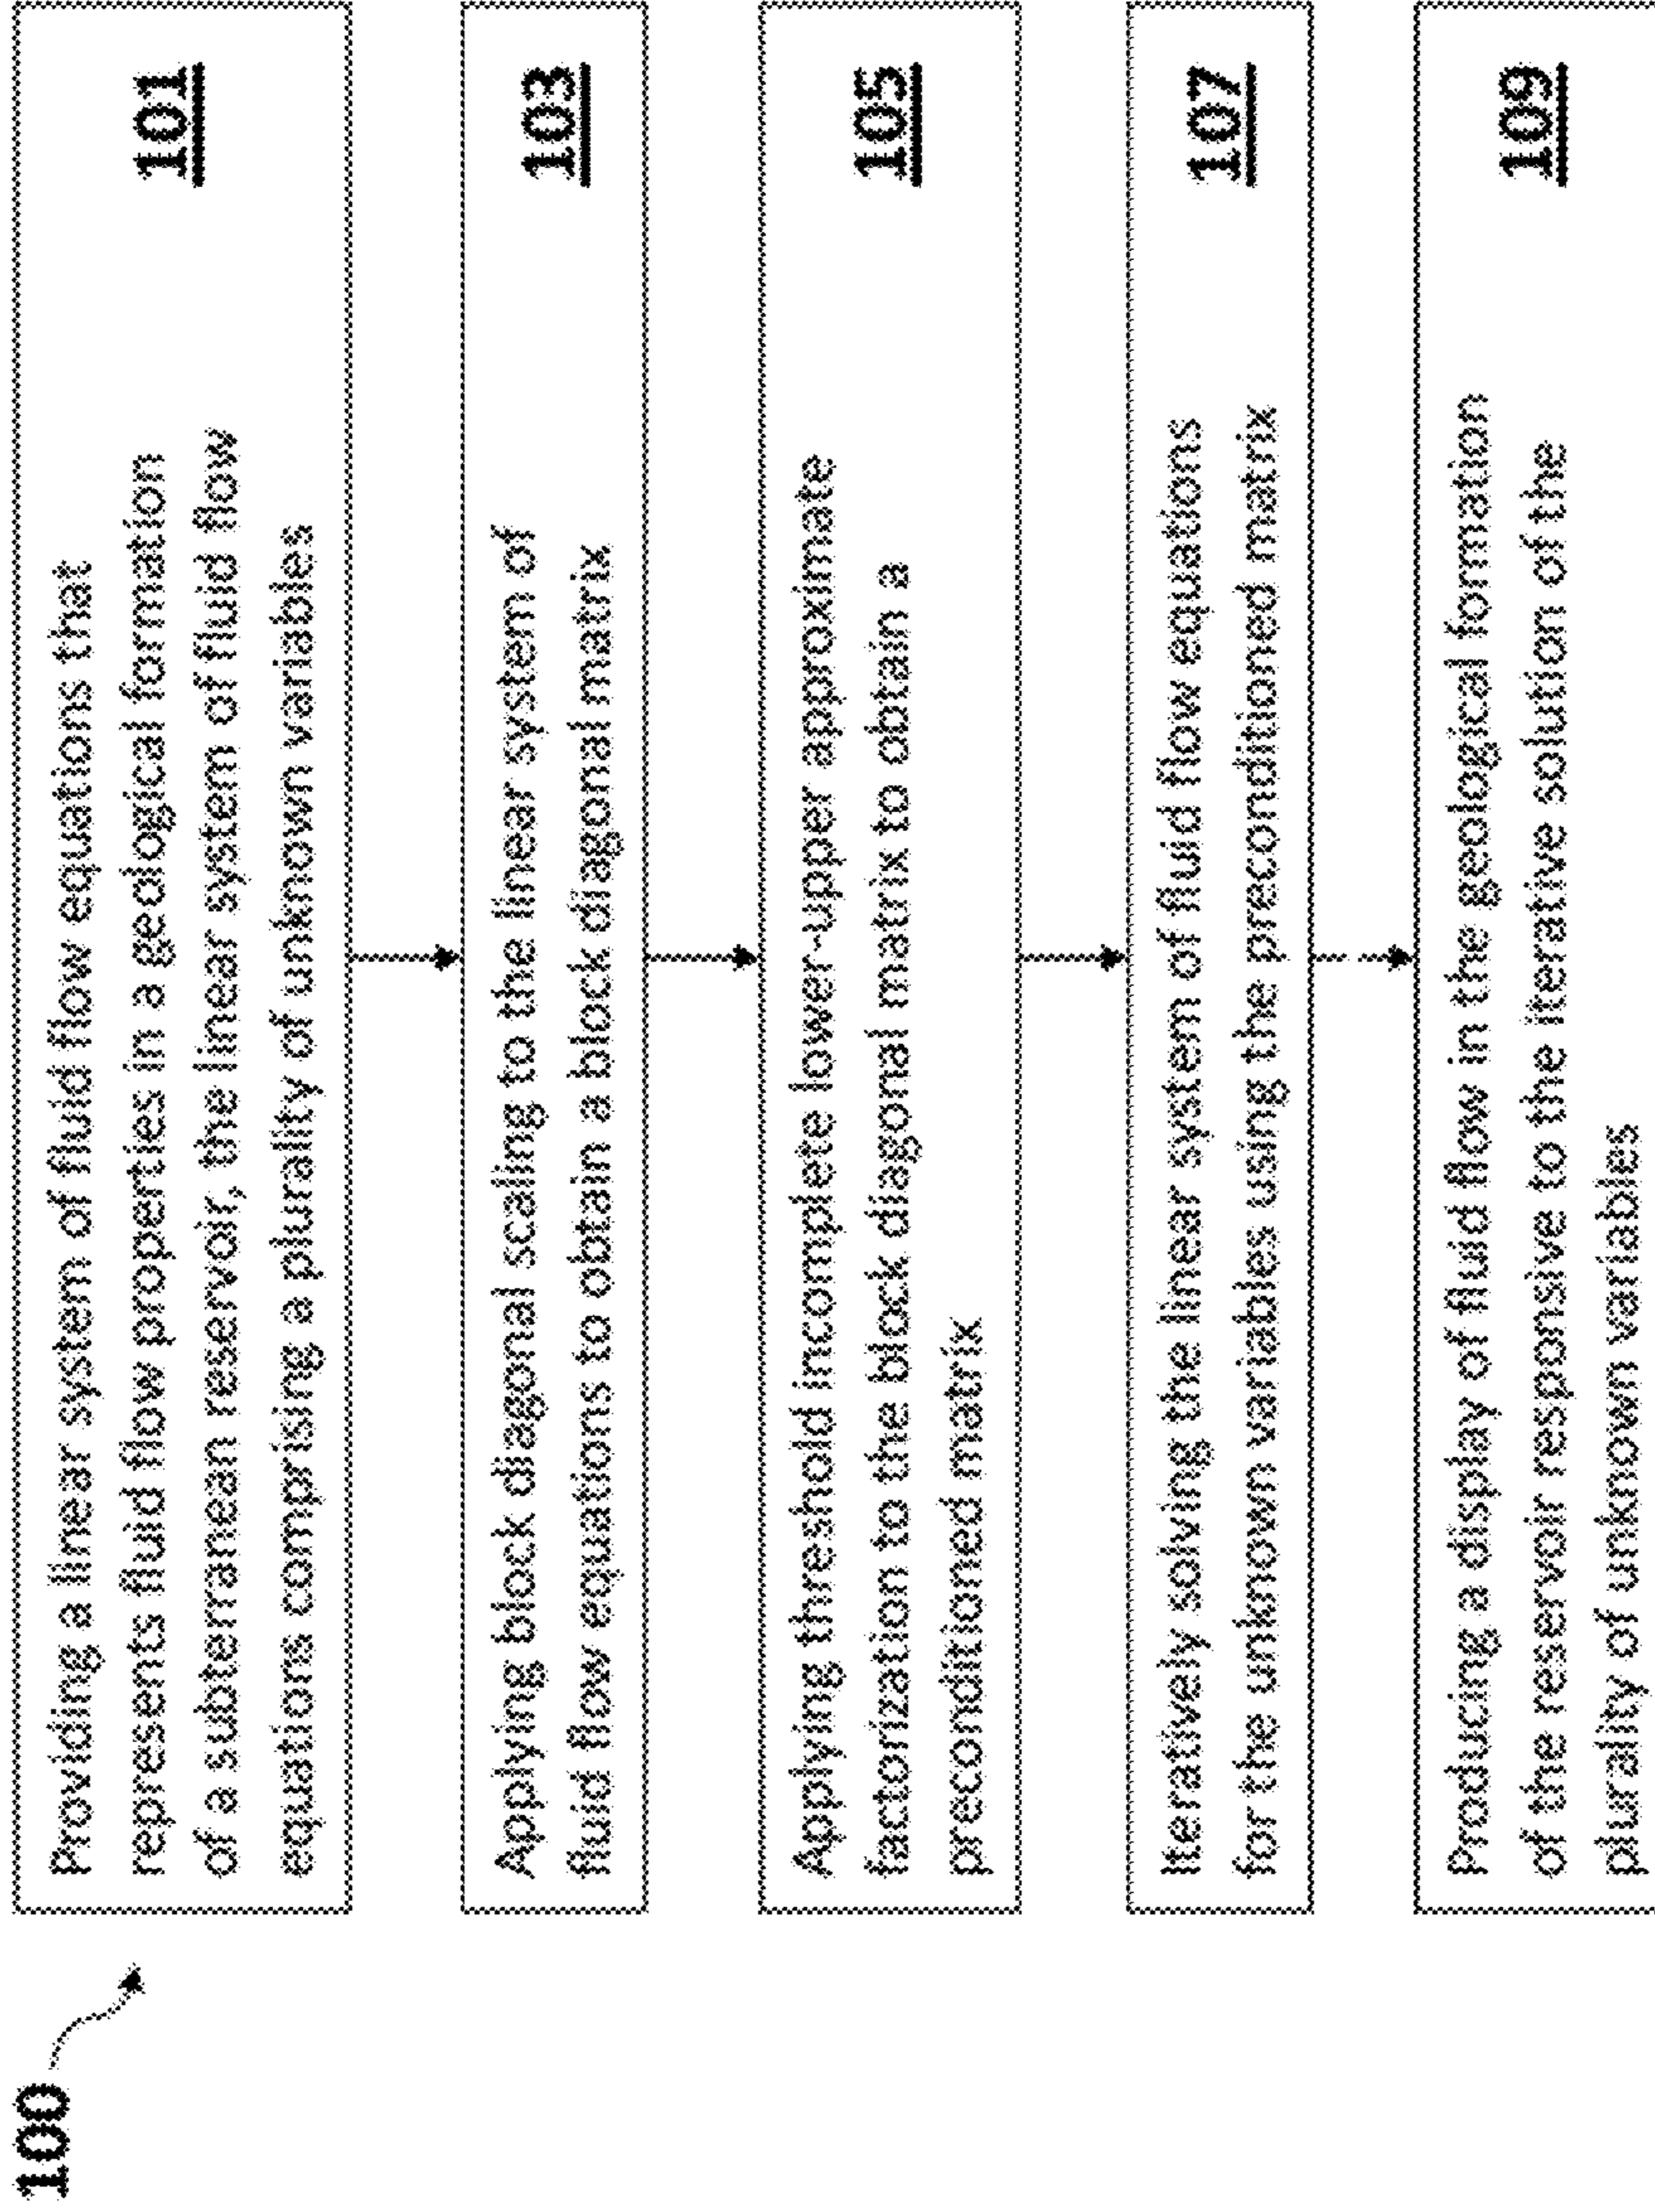 100
Providing a linear system of fluid flow equations that
represents fluid flow properties in a geological formation
of a subterranean reservoir, the linear system of fluid flow
equations comprising a plurality of unknown variables
101
Applying block diagonal scaling to the linear system of
fluid flow equations to obtain a block diagonal matrix
103
Applying threshold incomplete lower-upper approximate
factorization to the block diagonal matrix to obtain a
preconditioned matrix
105
Iteratively solving the linear system of fluid flow equations
for the unknown variables using the preconditioned matrix
107
Producing a display of fluid flow in the geological formation
of the reservoir responsive to the iterative solution of the
plurality of unknown variables
109